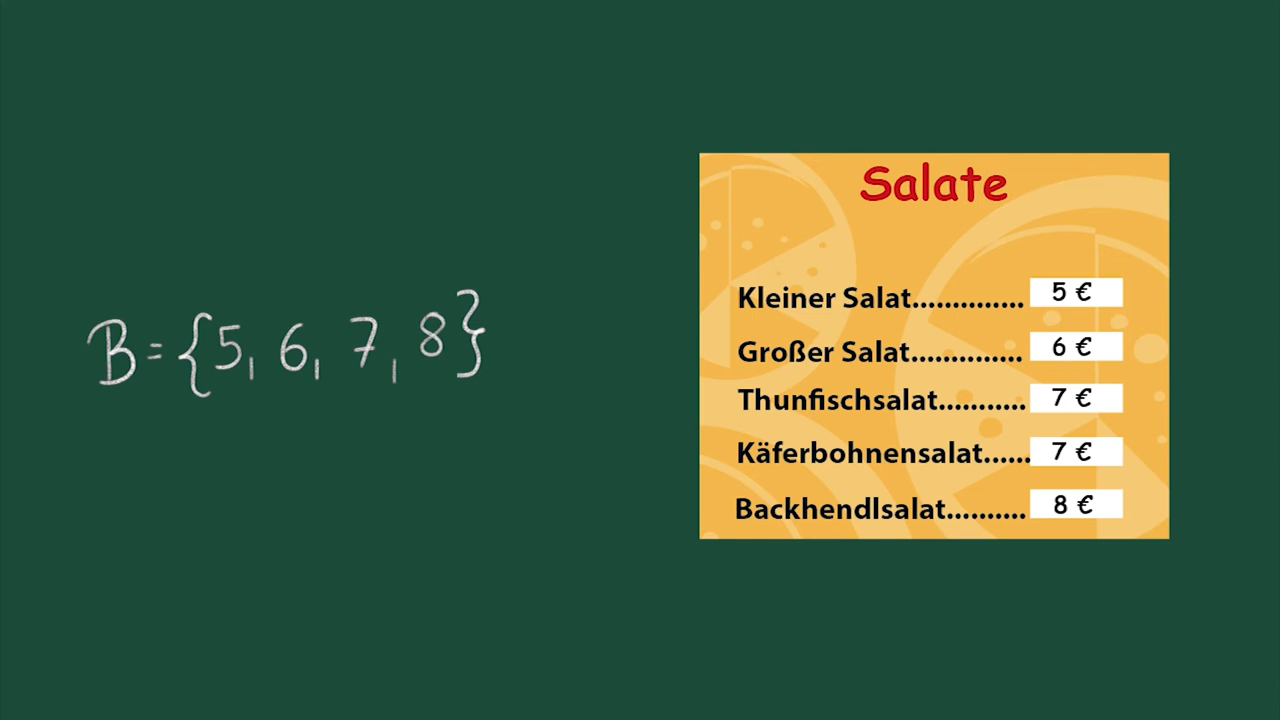 B={5, 6, 7, 8}
Salate
Kleiner Salat.............. 5 €
Großer Salat.............. 6 €
Thunfischsalat........... 7 €
Käferbohnensalat...... 7 €
Backhendlsalat.......... 8 €